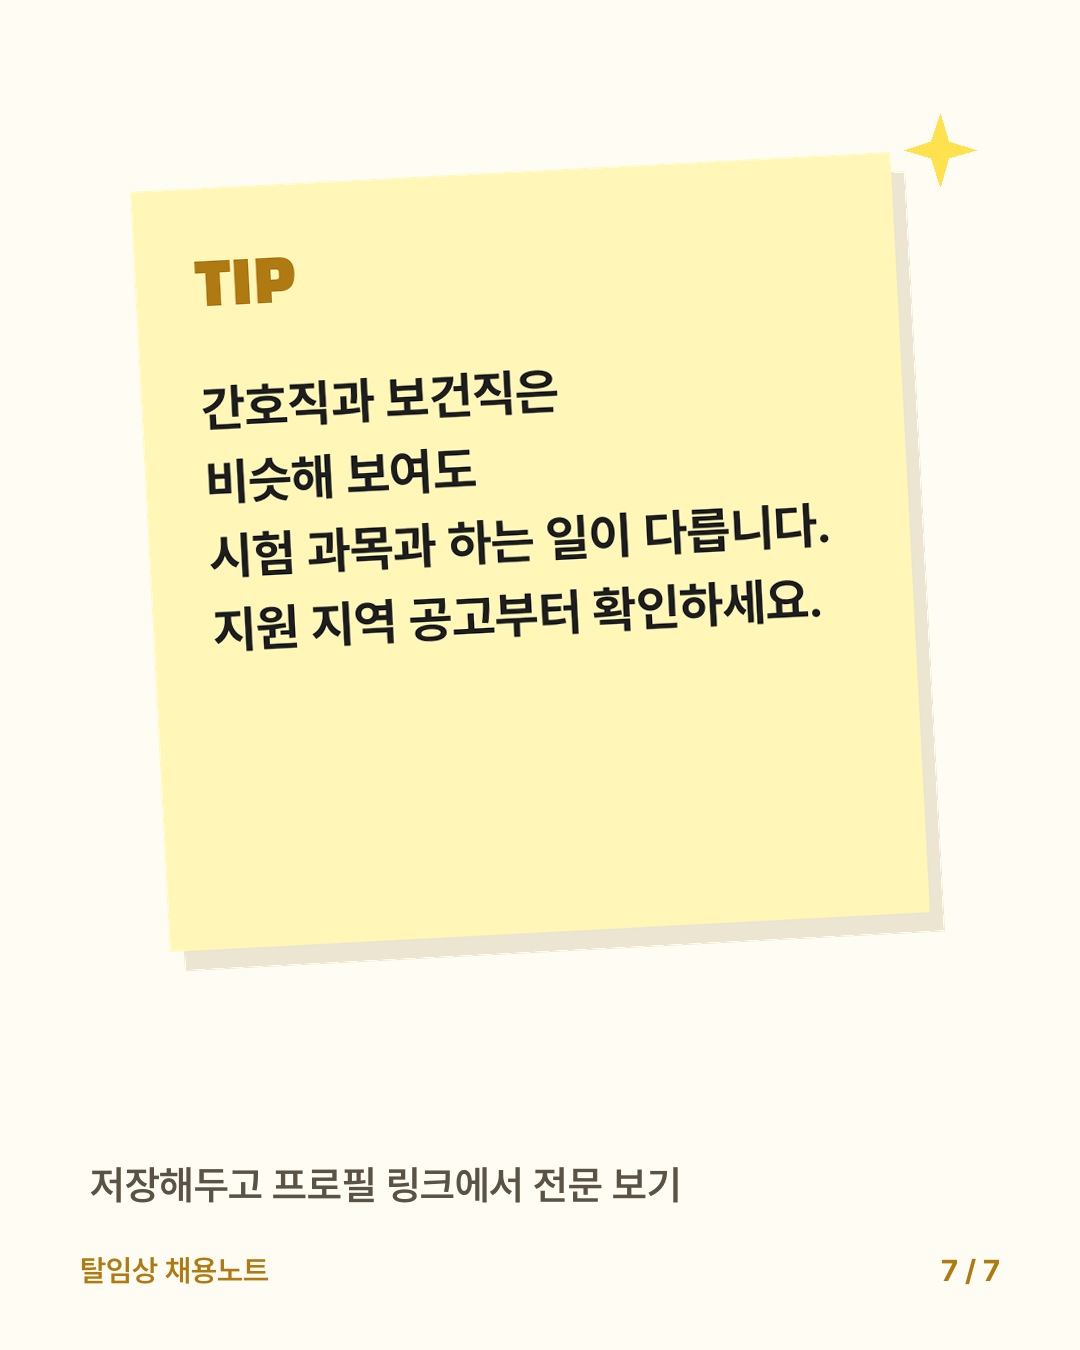 TIP
간호직과 보건직은
비슷해 보여도
시험 과목과 하는 일이 다릅니다.
지원 지역 공고부터 확인하세요.
저장해두고 프로필 링크에서 전문 보기
탈임상 채용노트
7 / 7